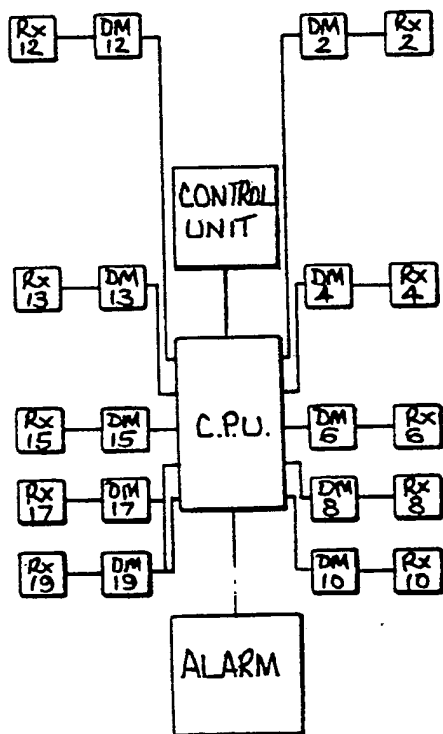 Rx
12
DM
12
DM
2
Rx
2
CONTROL
UNIT
Rx
13
DM
13
DM
4
Rx
4
C.P.U.
Rx
15
DM
15
DM
6
Rx
6
Rx
17
DM
17
DM
8
Rx
8
Rx
19
DM
19
DM
10
Rx
10
ALARM